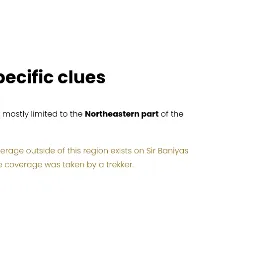 pecific clues
mostly limited to the Northeastern part of the
erage outside of this region exists on Sir Baniyas
e coverage was taken by a trekker.